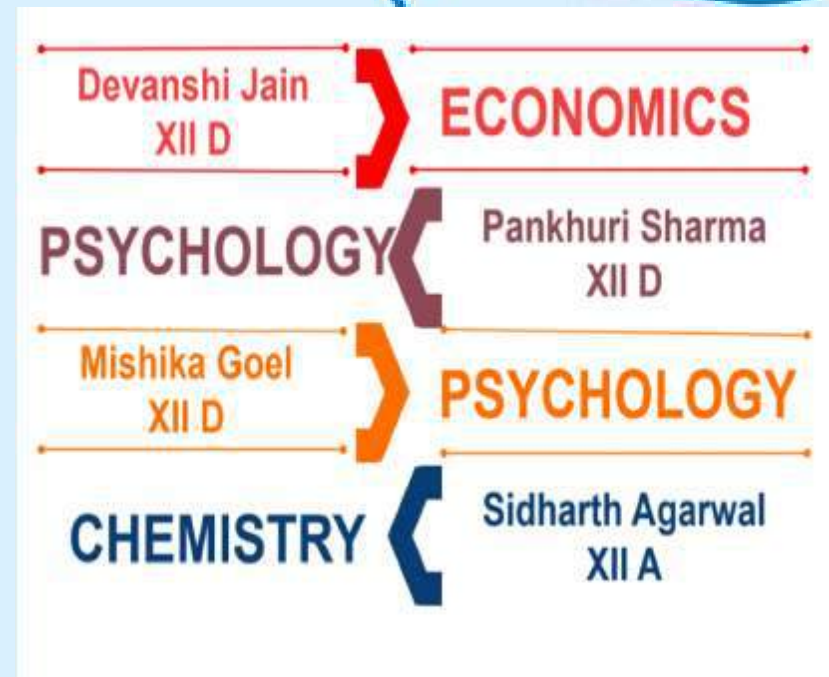 Devanshi Jain
XII D
ECONOMICS
PSYCHOLOGY
Pankhuri Sharma
XII D
Mishika Goel
XII D
PSYCHOLOGY
CHEMISTRY
Sidharth Agarwal
XII A